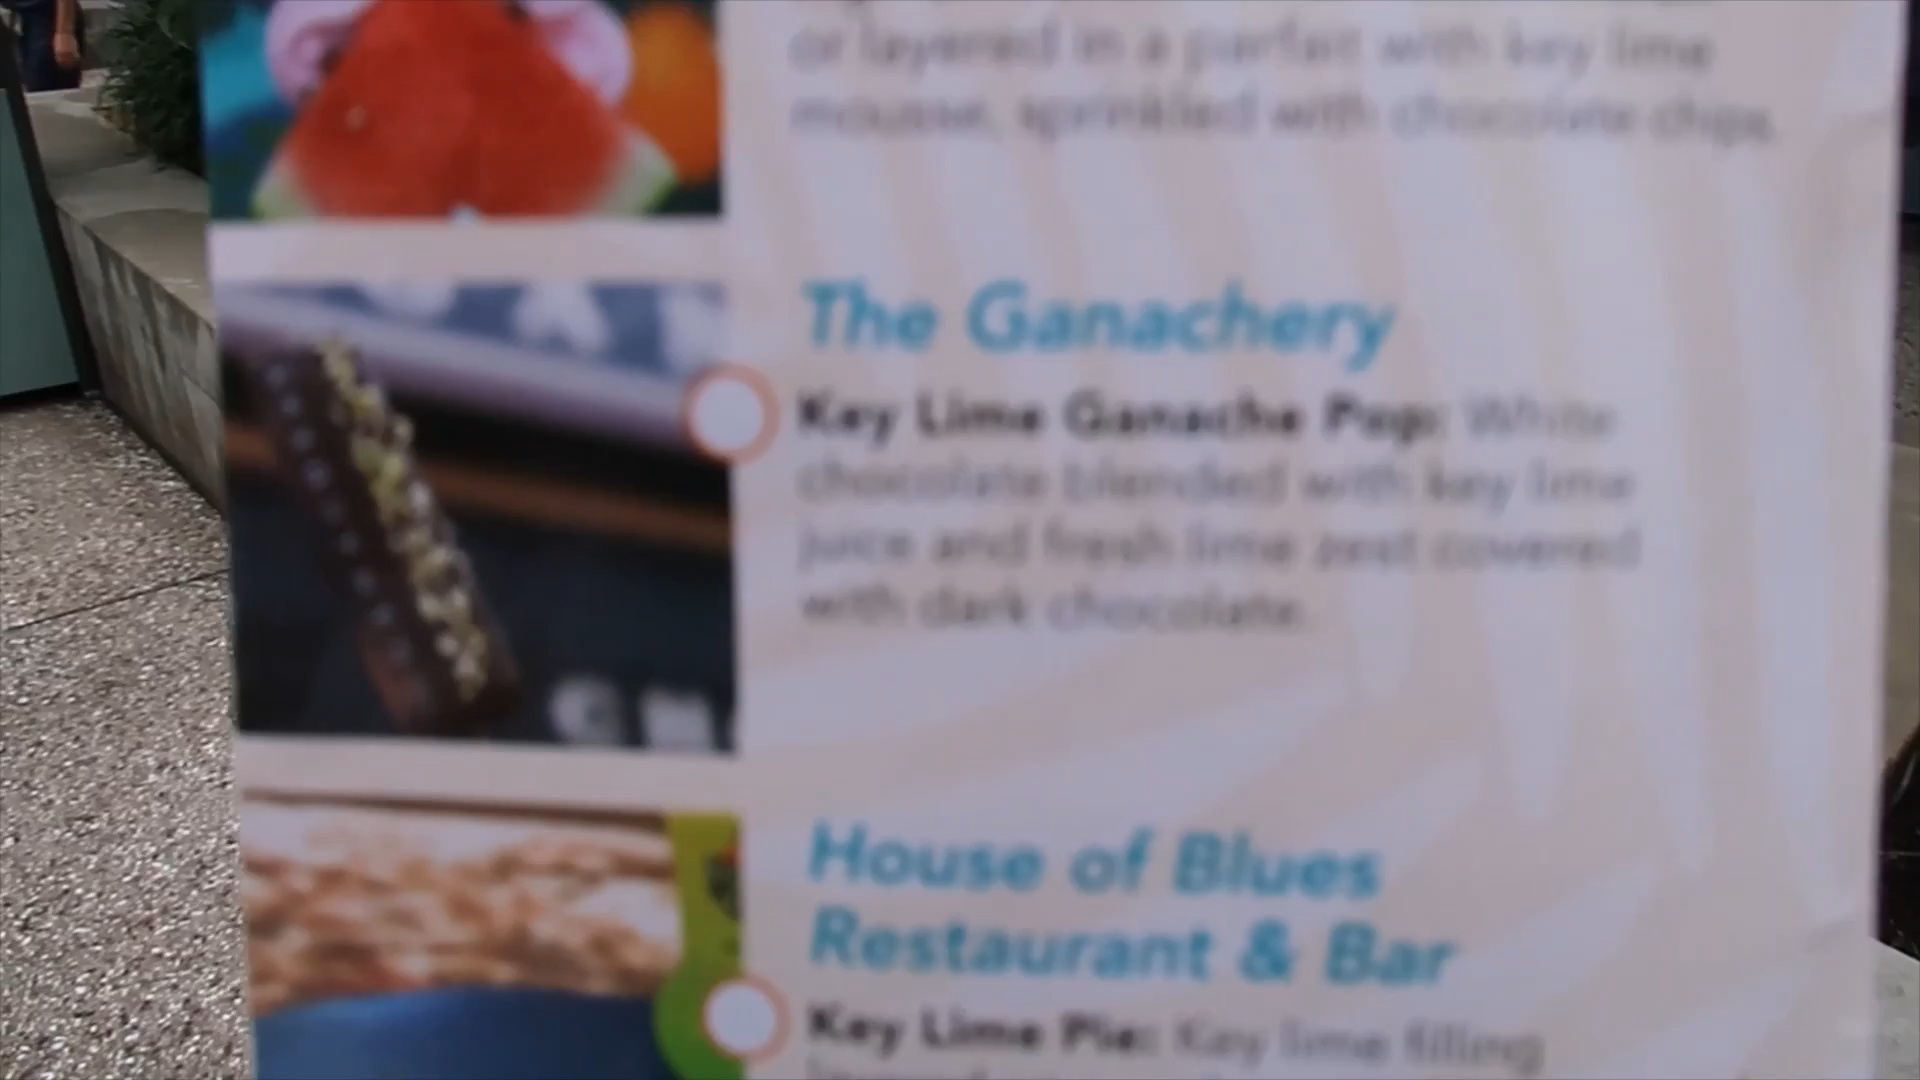 or layered in a parfait with key lime
mousse, sprinkled with chocolate chips.
The Ganachery
Key Lime Ganache Pop: White
chocolate blended with key lime
juice and fresh lime zest covered
with dark chocolate.
House of Blues
Restaurant & Bar
Key Lime Pie: Key lime filling